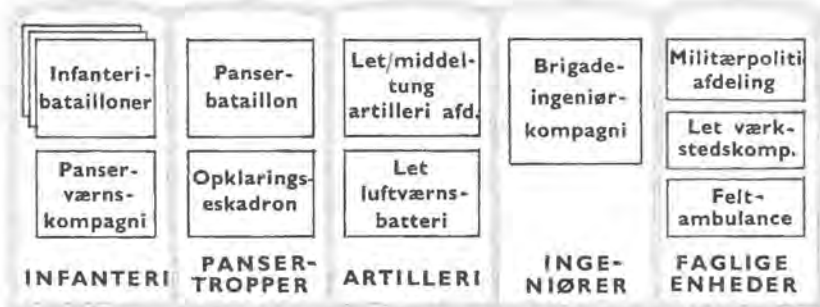 Infanteri-
batailloner
Panser-
værns-
kompagni
INFANTERI
Panser-
bataillon
Opklarings-
eskadron
PANSER-
TROPPER
Let/middel-
tung
artilleri afd.
Let
luftværns-
batteri
ARTILLERI
Brigade-
ingeniør-
kompagni
INGE-
NIØRER
Militærpoliti
afdeling
Let værk-
stedskomp.
Felt-
ambulance
FAGLIGE
ENHEDER